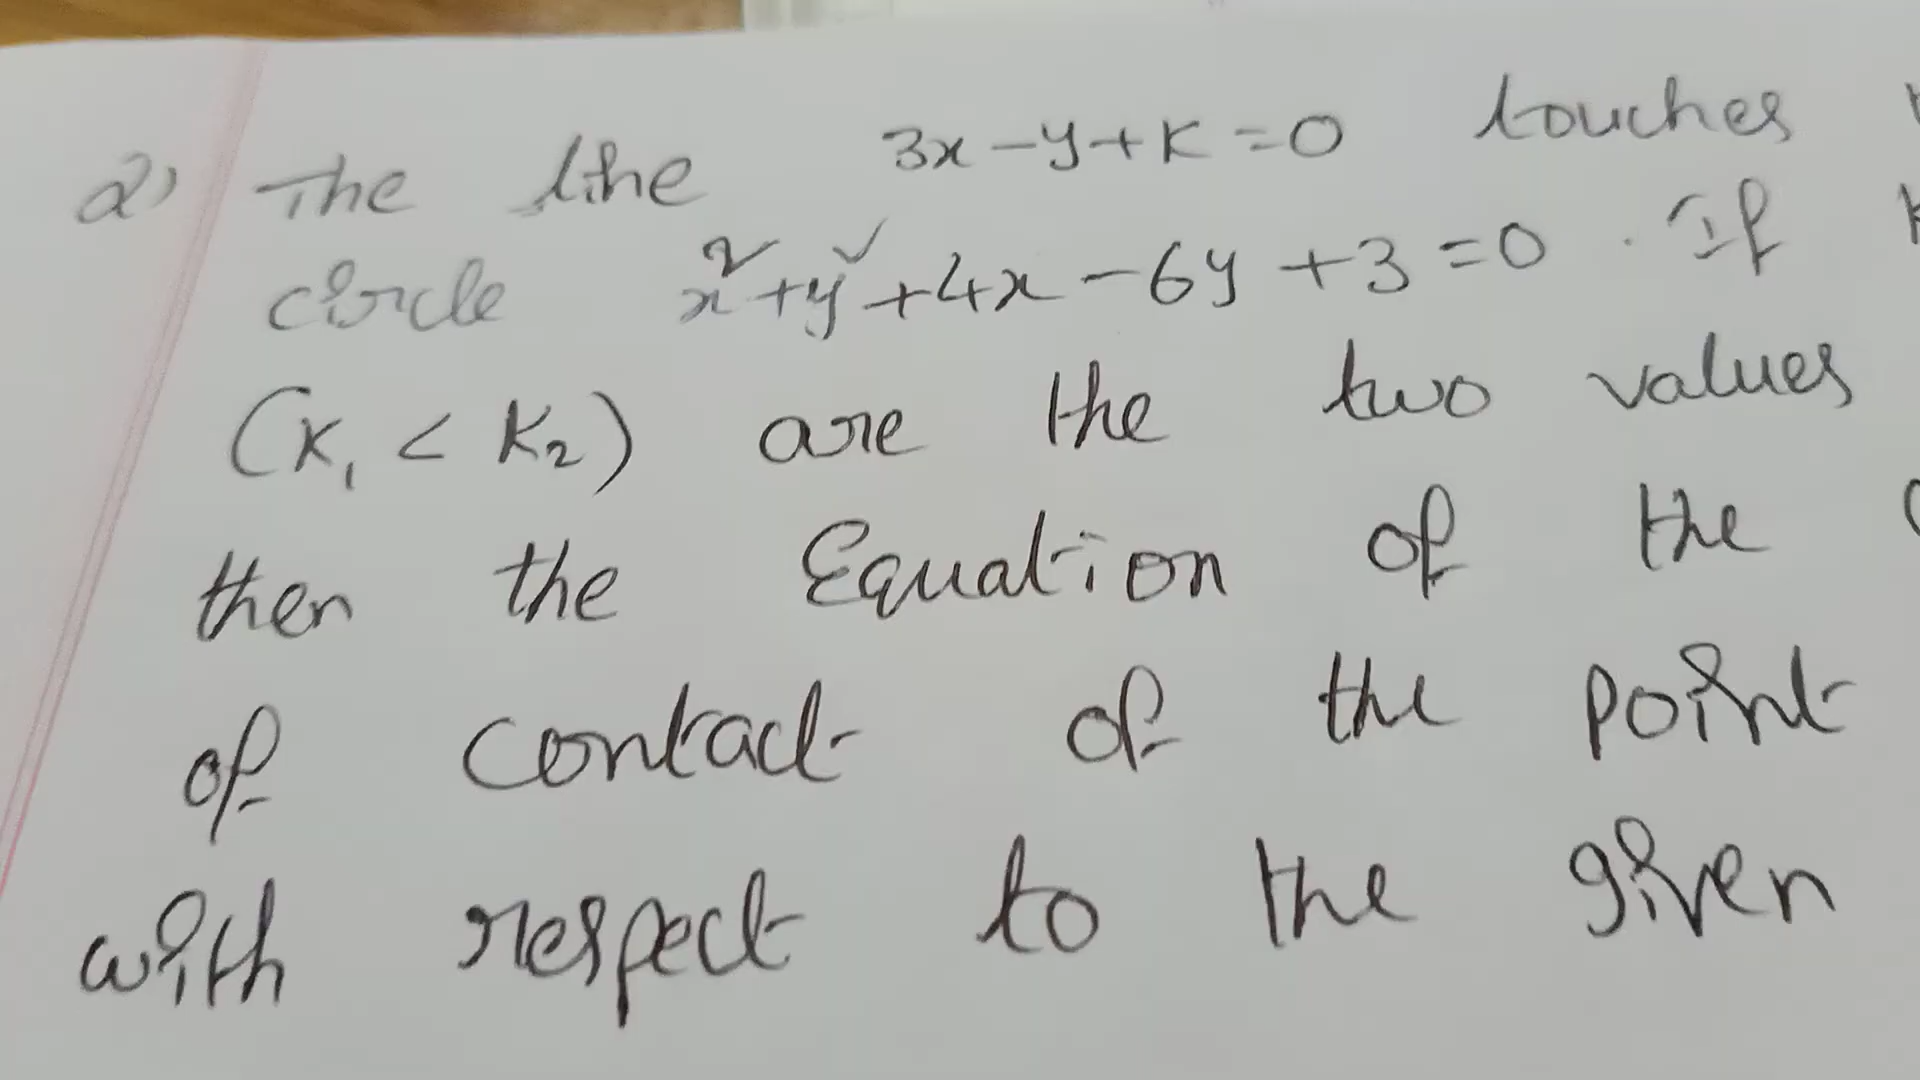 2) The line 3x-y+K=0 touches
circle x²+y²+4x-6y+3=0. If K
(K₁ < K₂) are the two values
then the Equation of the
of contact of the point
with respect to the given